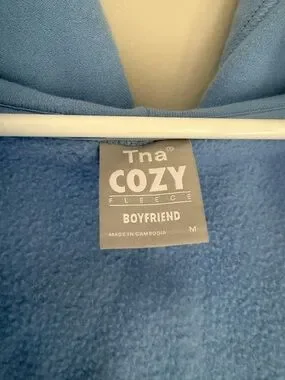 Tna®
COZY
FLEECE
BOYFRIEND
MADE IN CAMBODIA M